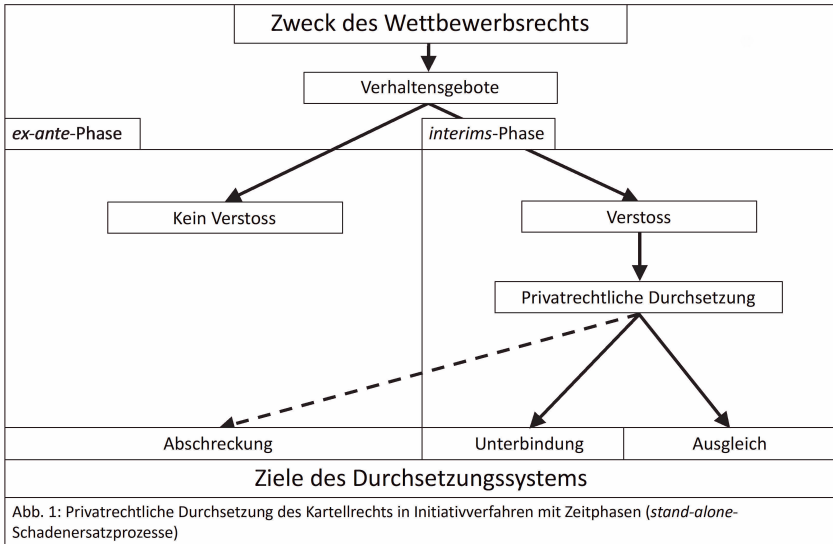 Zweck des Wettbewerbsrechts
Verhaltensgebote
ex-ante-Phase
interims-Phase
Kein Verstoss
Verstoss
Privatrechtliche Durchsetzung
Abschreckung
Unterbindung
Ausgleich
Ziele des Durchsetzungssystems
Abb. 1: Privatrechtliche Durchsetzung des Kartellrechts in Initiativverfahren mit Zeitphasen (stand-alone-
Schadenersatzprozesse)